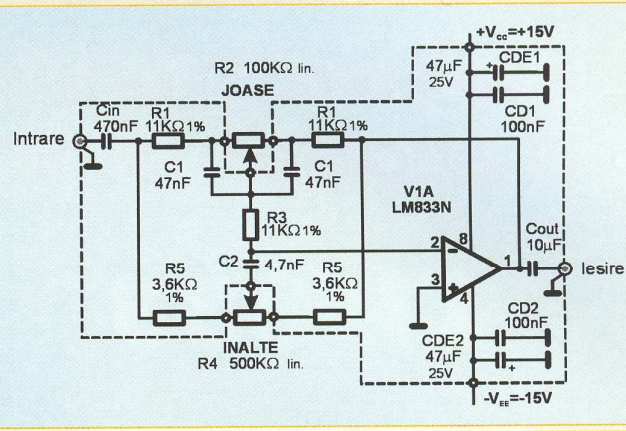 +Vcc=+15V
R2 100KΩ lin.
JOASE
47µF
25V
+
CDE1
CD1
100nF
Cin
470nF
R1
11KΩ1%
R1
11KΩ1%
Intrare
C1
47nF
C1
47nF
V1A
LM833N
R3
11KΩ1%
Cout
10µF
2
8
1
3
4
Iesire
C2
4,7nF
R5
3,6KΩ
1%
R5
3,6KΩ
1%
CD2
100nF
CDE2
47µF
25V
+
INALTE
R4 500KΩ lin.
-VEE=-15V